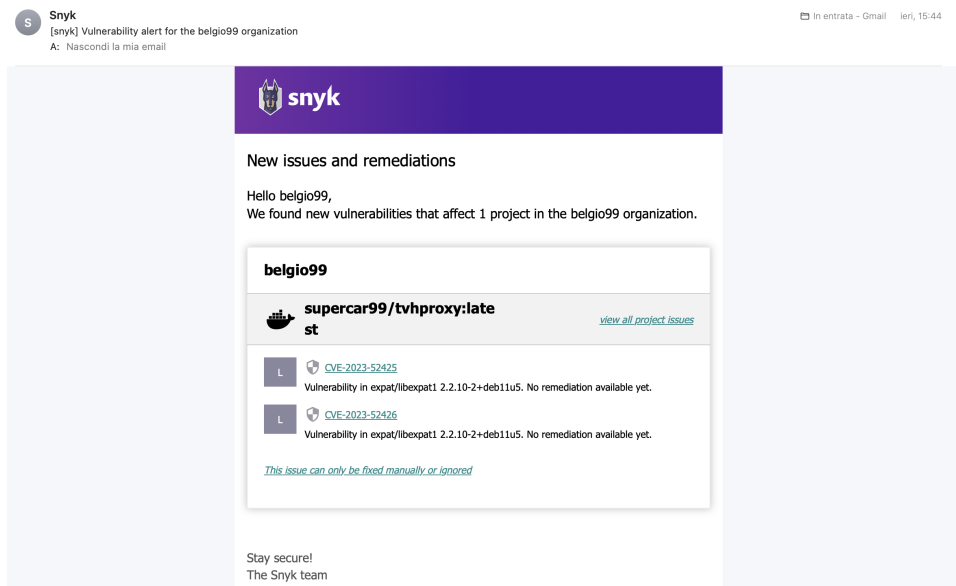 S
Snyk
In entrata - Gmail ieri, 15:44
[snyk] Vulnerability alert for the belgio99 organization
A: Nascondi la mia email
snyk
New issues and remediations
Hello belgio99,
We found new vulnerabilities that affect 1 project in the belgio99 organization.
belgio99
supercar99/tvhproxy:late
st
view all project issues
L
CVE-2023-52425
Vulnerability in expat/libexpat1 2.2.10-2+deb11u5. No remediation available yet.
L
CVE-2023-52426
Vulnerability in expat/libexpat1 2.2.10-2+deb11u5. No remediation available yet.
This issue can only be fixed manually or ignored
Stay secure!
The Snyk team